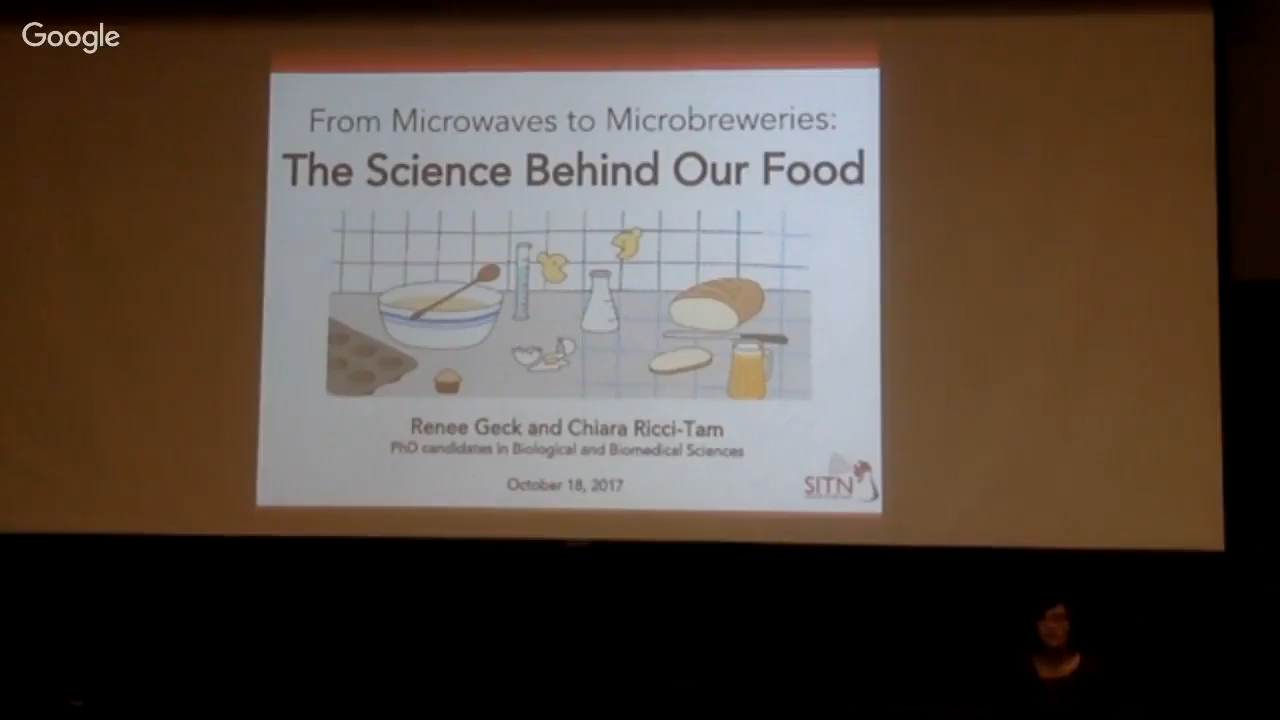 Google
From Microwaves to Microbreweries:
The Science Behind Our Food
Renee Geck and Chiara Ricci-Tam
PhD candidates in Biological and Biomedical Sciences
October 18, 2017
SITN